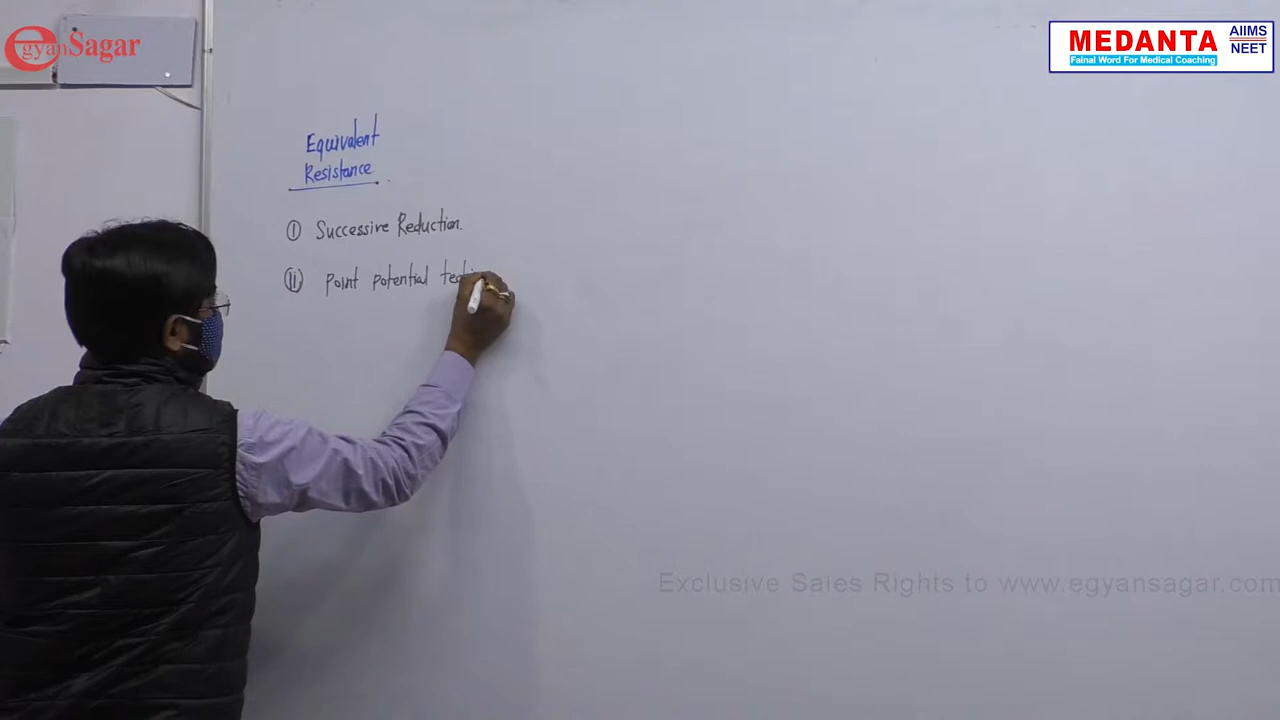 egyanSagar
MEDANTA
AIIMS
NEET
Fainal Word For Medical Coaching
Equivalent
Resistance
(I) Successive Reduction.
(II) Point potential
Exclusive Sales Rights to www.egyansagar.com